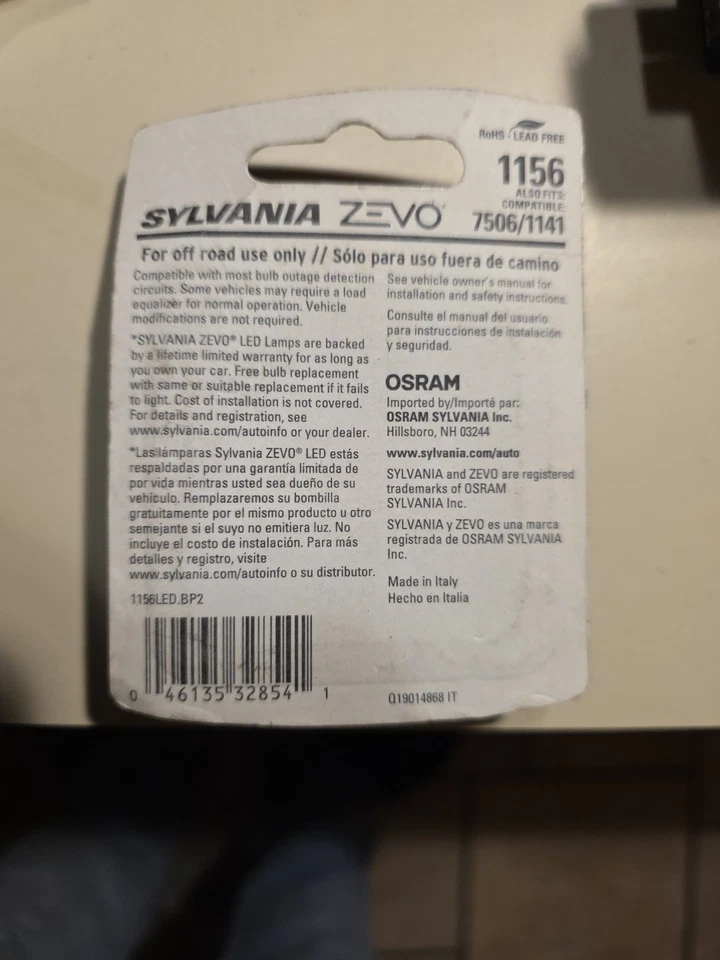 RoHS LEAD FREE
1156
ALSO FITS:
COMPATIBLE:
7506/1141
SYLVANIA ZEVO®
For off road use only // Sólo para uso fuera de camino
Compatible with most bulb outage detection
circuits. Some vehicles may require a load
equalizer for normal operation. Vehicle
modifications are not required.
*SYLVANIA ZEVO® LED Lamps are backed
by a lifetime limited warranty for as long as
you own your car. Free bulb replacement
with same or suitable replacement if it fails
to light. Cost of installation is not covered.
For details and registration, see
www.sylvania.com/autoinfo or your dealer.
*Las lámparas Sylvania ZEVO® LED estás
respaldadas por una garantía limitada de
por vida mientras usted sea dueño de su
vehículo. Remplazaremos su bombilla
gratuitamente por el mismo producto u otro
semejante si el suyo no emitiera luz. No
incluye el costo de instalación. Para más
detalles y registro, visite
www.sylvania.com/autoinfo o su distributor.
1156LED.BP2
0 46135 32854 1
See vehicle owner's manual for
installation and safety instructions.
Consulte el manual del usuario
para instrucciones de instalación
y seguridad.
OSRAM
Imported by/Importé par:
OSRAM SYLVANIA Inc.
Hillsboro, NH 03244
www.sylvania.com/auto
SYLVANIA and ZEVO are registered
trademarks of OSRAM
SYLVANIA Inc.
SYLVANIA y ZEVO es una marca
registrada de OSRAM SYLVANIA
Inc.
Made in Italy
Hecho en Italia
Q19014868 IT